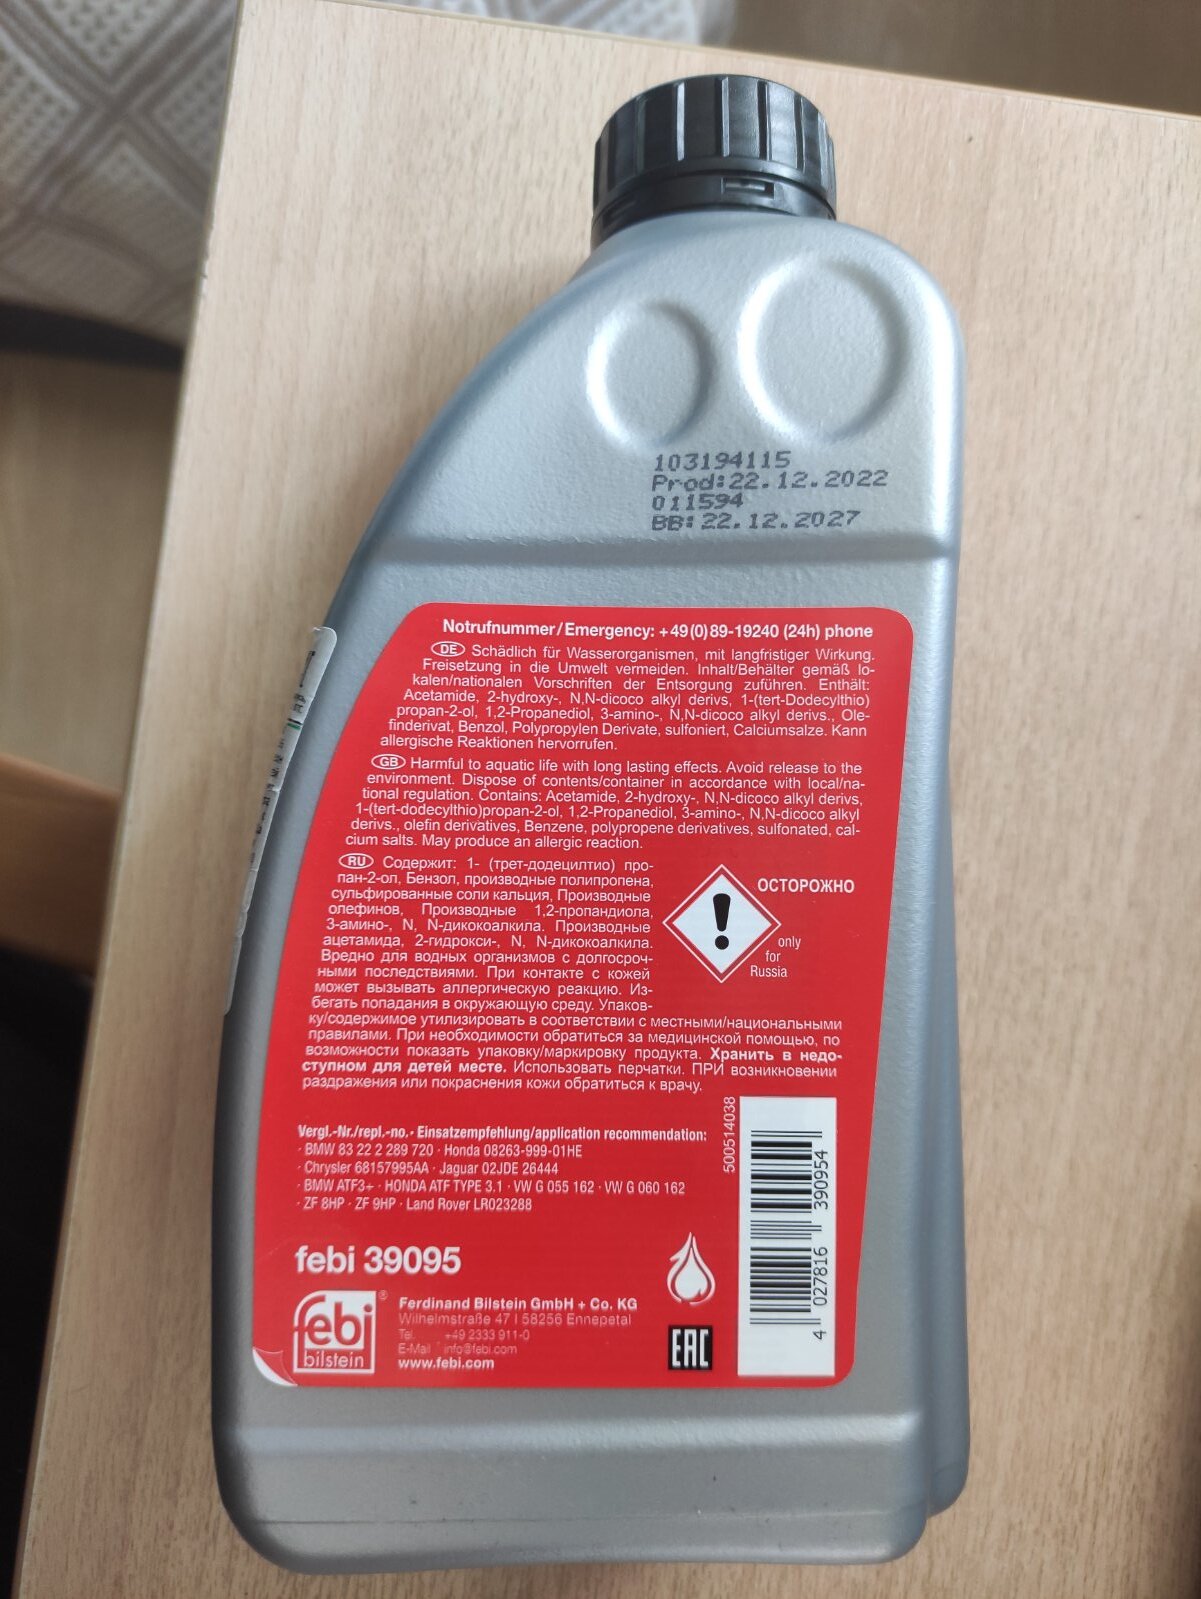 103194115
Prod:22.12.2022
011594
BB: 22.12.2027
Notrufnummer/Emergency: +49(0)89-19240 (24h) phone
DE Schädlich für Wasserorganismen, mit langfristiger Wirkung.
Freisetzung in die Umwelt vermeiden. Inhalt/Behälter gemäß lo-
kalen/nationalen Vorschriften der Entsorgung zuführen. Enthält:
Acetamide, 2-hydroxy-, N,N-dicoco alkyl derivs, 1-(tert-Dodecylthio)
propan-2-ol, 1,2-Propanediol, 3-amino-, N,N-dicoco alkyl derivs., Ole-
finderivat, Benzol, Polypropylen Derivate, sulfoniert, Calciumsalze. Kann
allergische Reaktionen hervorrufen.
GB Harmful to aquatic life with long lasting effects. Avoid release to the
environment. Dispose of contents/container in accordance with local/na-
tional regulation. Contains: Acetamide, 2-hydroxy-, N,N-dicoco alkyl derivs,
1-(tert-dodecylthio)propan-2-ol, 1,2-Propanediol, 3-amino-, N,N-dicoco alkyl
derivs., olefin derivatives, Benzene, polypropene derivatives, sulfonated, cal-
cium salts. May produce an allergic reaction.
RU Содержит: 1- (трет-додецилтио) про-
пан-2-ол, Бензол, производные полипропена,
сульфированные соли кальция, Производные
олефинов, Производные 1,2-пропандиола,
3-амино-, N, N-дикокоалкила. Производные
ацетамида, 2-гидрокси-, N, N-дикокоалкила.
Вредно для водных организмов с долгосроч-
ными последствиями. При контакте с кожей
может вызывать аллергическую реакцию. Из-
бегать попадания в окружающую среду. Упаков-
ку/содержимое утилизировать в соответствии с местными/национальными
правилами. При необходимости обратиться за медицинской помощью, по
возможности показать упаковку/маркировку продукта. Хранить в недо-
ступном для детей месте. Использовать перчатки. ПРИ возникновении
раздражения или покраснения кожи обратиться к врачу.
ОСТОРОЖНО
only
for
Russia
Vergl.-Nr./repl.-no.- Einsatzempfehlung/application recommendation:
· BMW 83 22 2 289 720 · Honda 08263-999-01HE
· Chrysler 68157995AA · Jaguar 02JDE 26444
· BMW ATF3+ · HONDA ATF TYPE 3.1 · VW G 055 162 · VW G 060 162
· ZF 8HP · ZF 9HP · Land Rover LR023288
500514038
4 027816 390954
febi 39095
febi ®
bilstein
Ferdinand Bilstein GmbH + Co. KG
Wilhelmstraße 47 I 58256 Ennepetal
Tel. +49 2333 911-0
E-Mail info@febi.com
www.febi.com
EAC